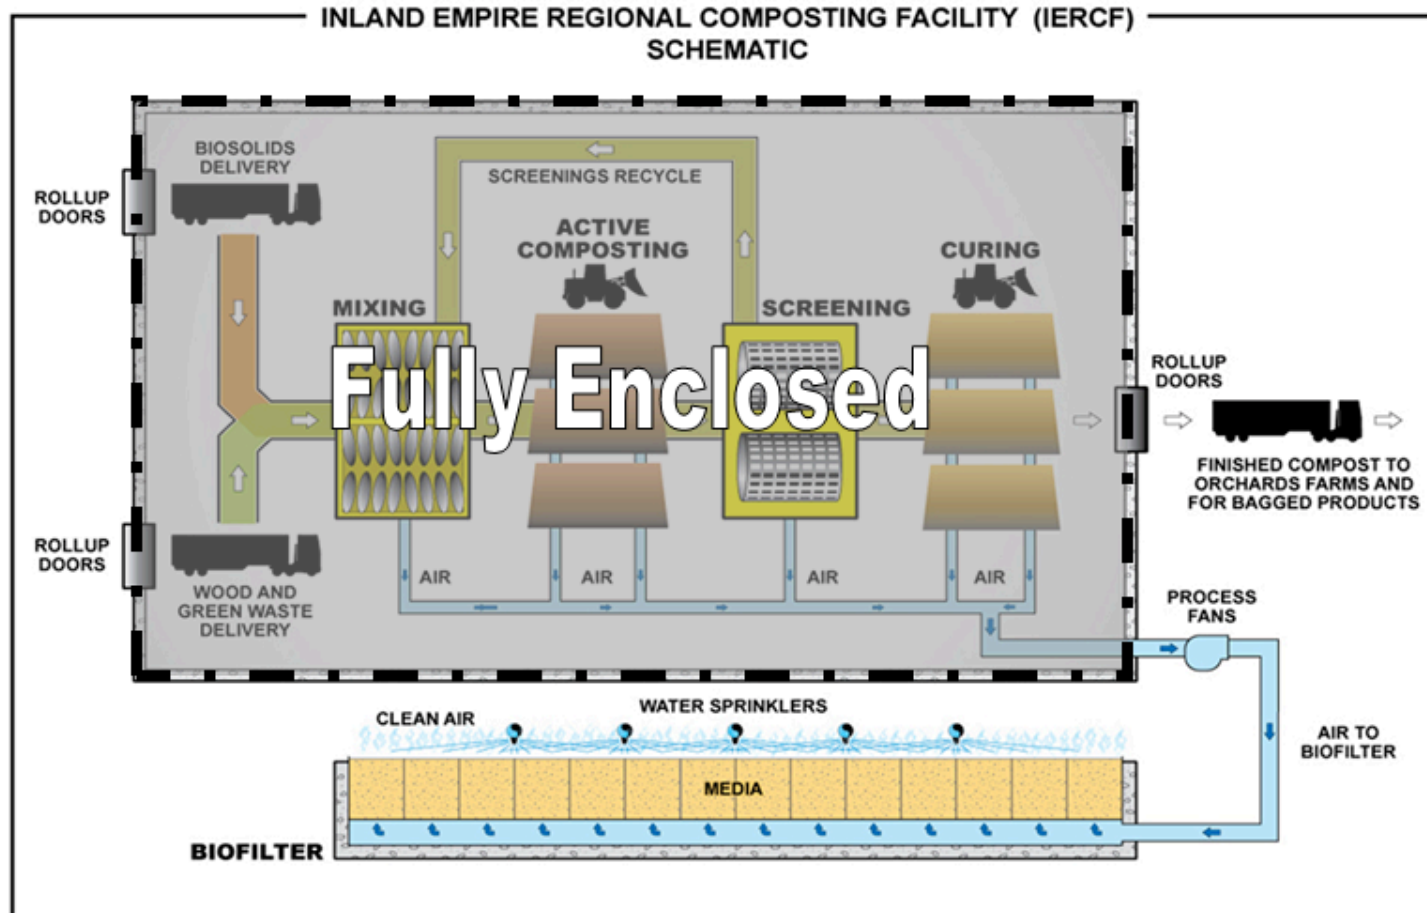 INLAND EMPIRE REGIONAL COMPOSTING FACILITY (IERCF)
SCHEMATIC
BIOSOLIDS
DELIVERY
ROLLUP
DOORS
SCREENINGS RECYCLE
ACTIVE
COMPOSTING
CURING
MIXING
SCREENING
Fully Enclosed
ROLLUP
DOORS
FINISHED COMPOST TO
ORCHARDS FARMS AND
FOR BAGGED PRODUCTS
ROLLUP
DOORS
WOOD AND
GREEN WASTE
DELIVERY
AIR
AIR
AIR
AIR
PROCESS
FANS
WATER SPRINKLERS
CLEAN AIR
AIR TO
BIOFILTER
MEDIA
BIOFILTER